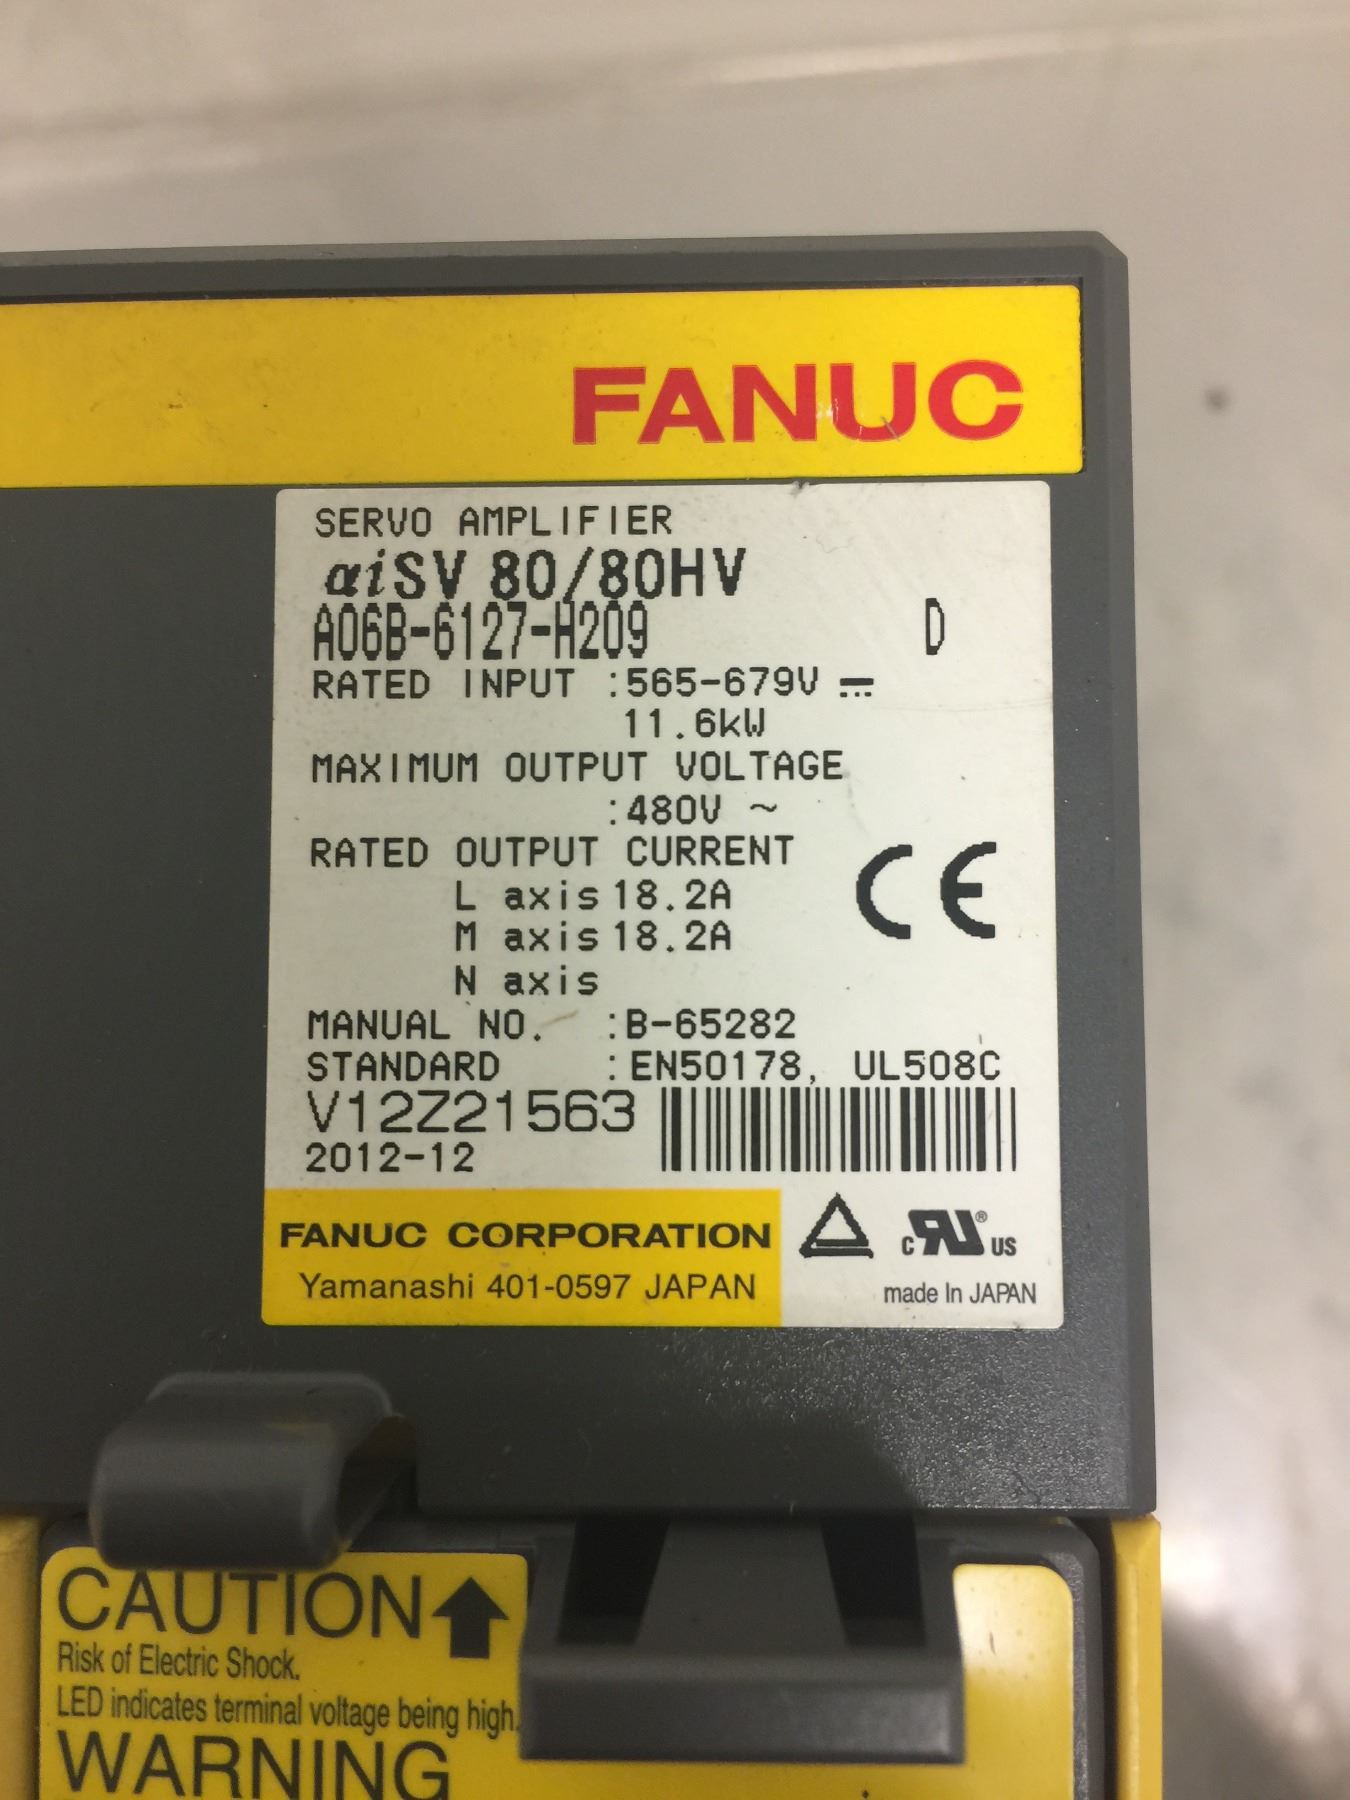 FANUC
SERVO AMPLIFIER
αiSV 80/80HV
A06B-6127-H209 D
RATED INPUT :565-679V ⎓
11.6kW
MAXIMUM OUTPUT VOLTAGE
:480V ~
RATED OUTPUT CURRENT
L axis 18.2A
M axis 18.2A
N axis
CE
MANUAL NO. :B-65282
STANDARD :EN50178, UL508C
V12Z21563
2012-12
FANUC CORPORATION
Yamanashi 401-0597 JAPAN
c RU® US
made In JAPAN
CAUTION
Risk of Electric Shock.
LED indicates terminal voltage being high.
WARNING